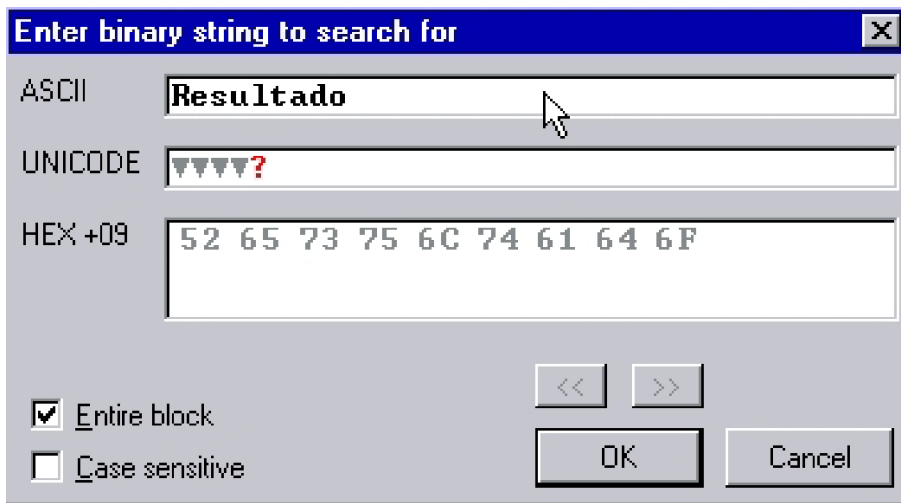 Enter binary string to search for
ASCII Resultado
UNICODE ▼▼▼▼?
HEX +09 52 65 73 75 6C 74 61 64 6F
<< >>
Entire block
Case sensitive
OK Cancel